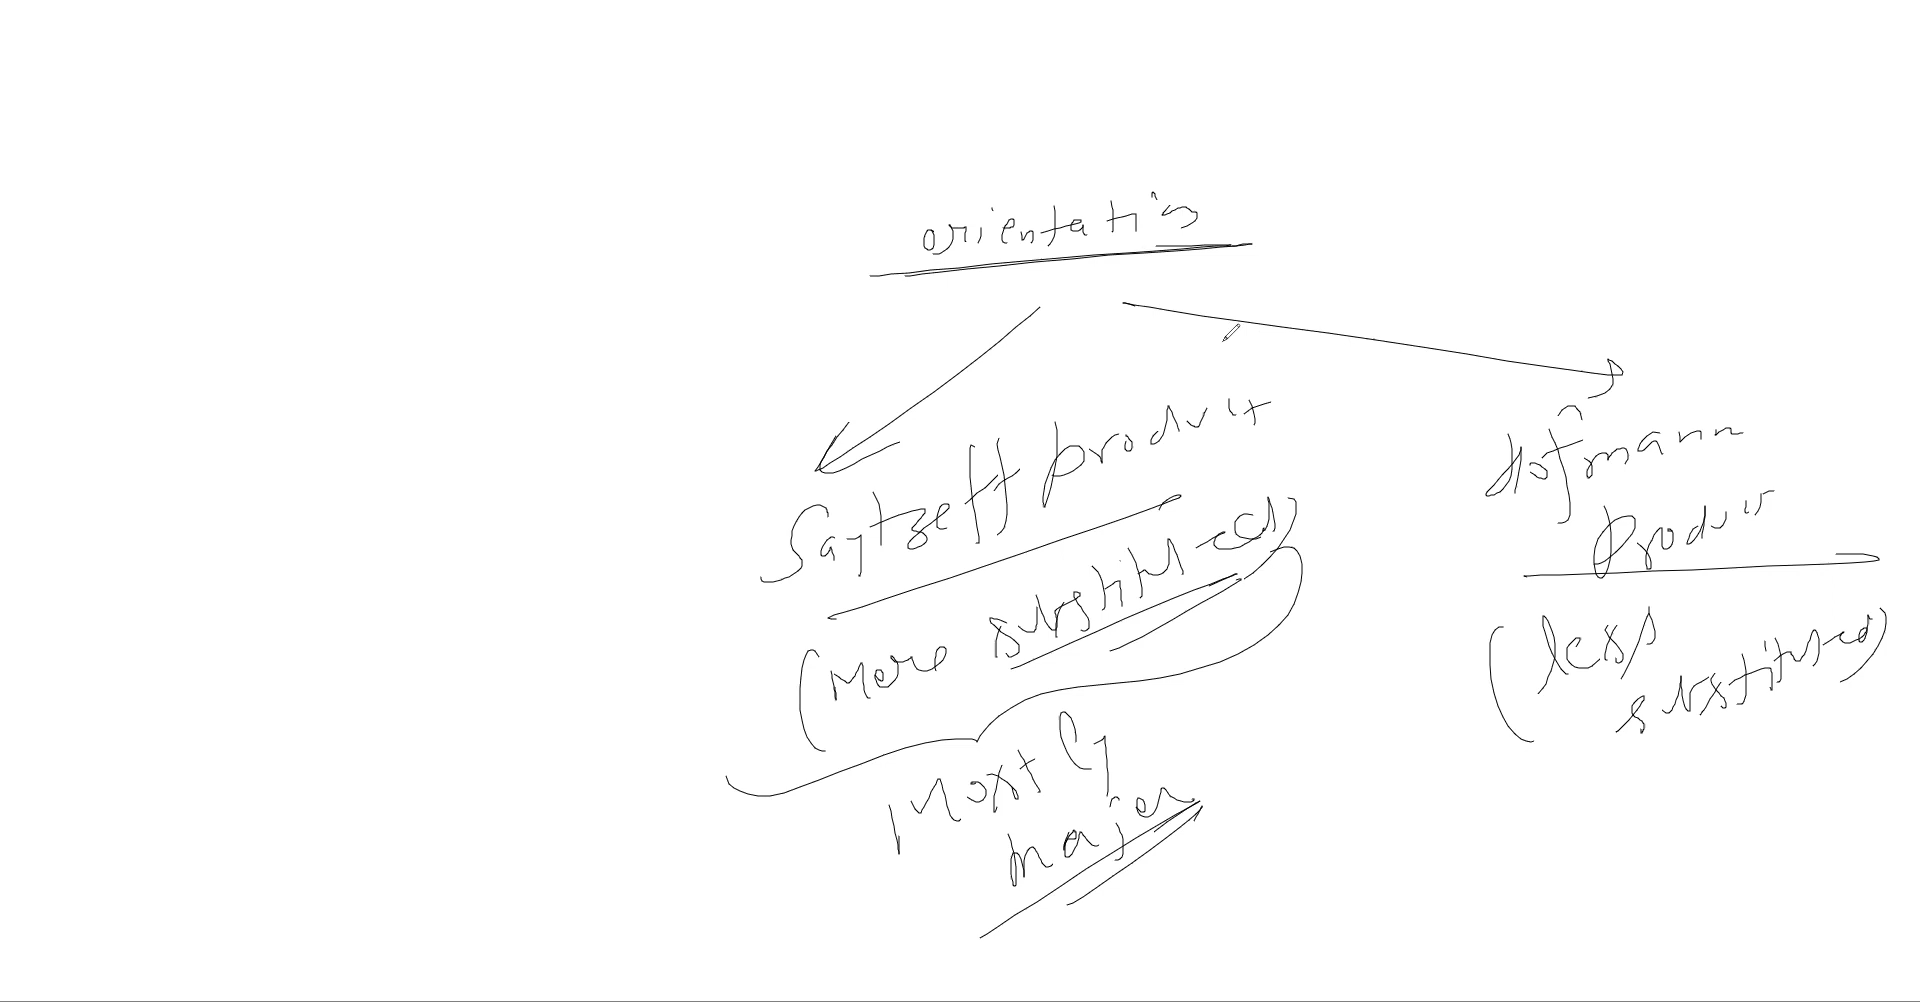 orientation
Saytzeff product
(More substituted)
Mostly
major
Hofmann
Product
(less
substituted)